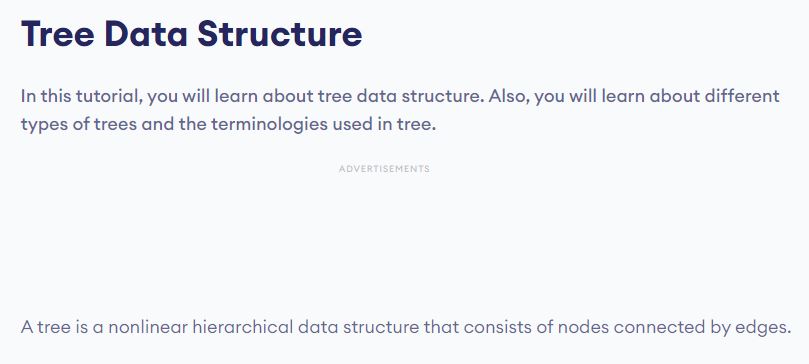 Tree Data Structure
In this tutorial, you will learn about tree data structure. Also, you will learn about different
types of trees and the terminologies used in tree.
ADVERTISEMENTS
A tree is a nonlinear hierarchical data structure that consists of nodes connected by edges.